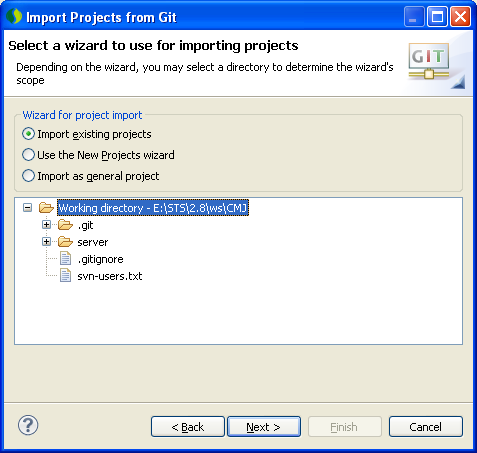 Import Projects from Git
Select a wizard to use for importing projects
Depending on the wizard, you may select a directory to determine the wizard's
scope
GIT
Wizard for project import
Import existing projects
Use the New Projects wizard
Import as general project
Working directory - E:\STS\2.8\ws\CMJ
.git
server
.gitignore
svn-users.txt
< Back
Next >
Finish
Cancel